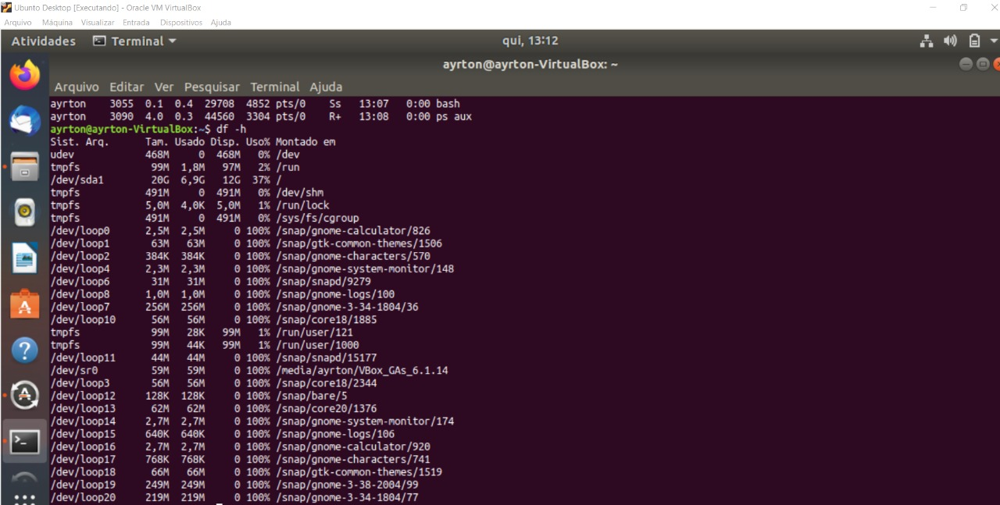 Ubunto Desktop [Executando] - Oracle VM VirtualBox
Arquivo Máquina Visualizar Entrada Dispositivos Ajuda
Atividades Terminal qui, 13:12
ayrton@ayrton-VirtualBox: ~
Arquivo Editar Ver Pesquisar Terminal Ajuda
ayrton 3055 0.1 0.4 29708 4852 pts/0 Ss 13:07 0:00 bash
ayrton 3090 4.0 0.3 44560 3304 pts/0 R+ 13:08 0:00 ps aux
ayrton@ayrton-VirtualBox:~$ df -h
Sist. Arq. Tam. Usado Disp. Uso% Montado em
udev 468M 0 468M 0% /dev
tmpfs 99M 1,8M 97M 2% /run
/dev/sda1 20G 6,9G 12G 37% /
tmpfs 491M 0 491M 0% /dev/shm
tmpfs 5,0M 4,0K 5,0M 1% /run/lock
tmpfs 491M 0 491M 0% /sys/fs/cgroup
/dev/loop0 2,5M 2,5M 0 100% /snap/gnome-calculator/826
/dev/loop1 63M 63M 0 100% /snap/gtk-common-themes/1506
/dev/loop2 384K 384K 0 100% /snap/gnome-characters/570
/dev/loop4 2,3M 2,3M 0 100% /snap/gnome-system-monitor/148
/dev/loop6 31M 31M 0 100% /snap/snapd/9279
/dev/loop8 1,0M 1,0M 0 100% /snap/gnome-logs/100
/dev/loop7 256M 256M 0 100% /snap/gnome-3-34-1804/36
/dev/loop10 56M 56M 0 100% /snap/core18/1885
tmpfs 99M 28K 99M 1% /run/user/121
tmpfs 99M 44K 99M 1% /run/user/1000
/dev/loop11 44M 44M 0 100% /snap/snapd/15177
/dev/sr0 59M 59M 0 100% /media/ayrton/VBox_GAs_6.1.14
/dev/loop3 56M 56M 0 100% /snap/core18/2344
/dev/loop12 128K 128K 0 100% /snap/bare/5
/dev/loop13 62M 62M 0 100% /snap/core20/1376
/dev/loop14 2,7M 2,7M 0 100% /snap/gnome-system-monitor/174
/dev/loop15 640K 640K 0 100% /snap/gnome-logs/106
/dev/loop16 2,7M 2,7M 0 100% /snap/gnome-calculator/920
/dev/loop17 768K 768K 0 100% /snap/gnome-characters/741
/dev/loop18 66M 66M 0 100% /snap/gtk-common-themes/1519
/dev/loop19 249M 249M 0 100% /snap/gnome-3-38-2004/99
/dev/loop20 219M 219M 0 100% /snap/gnome-3-34-1804/77